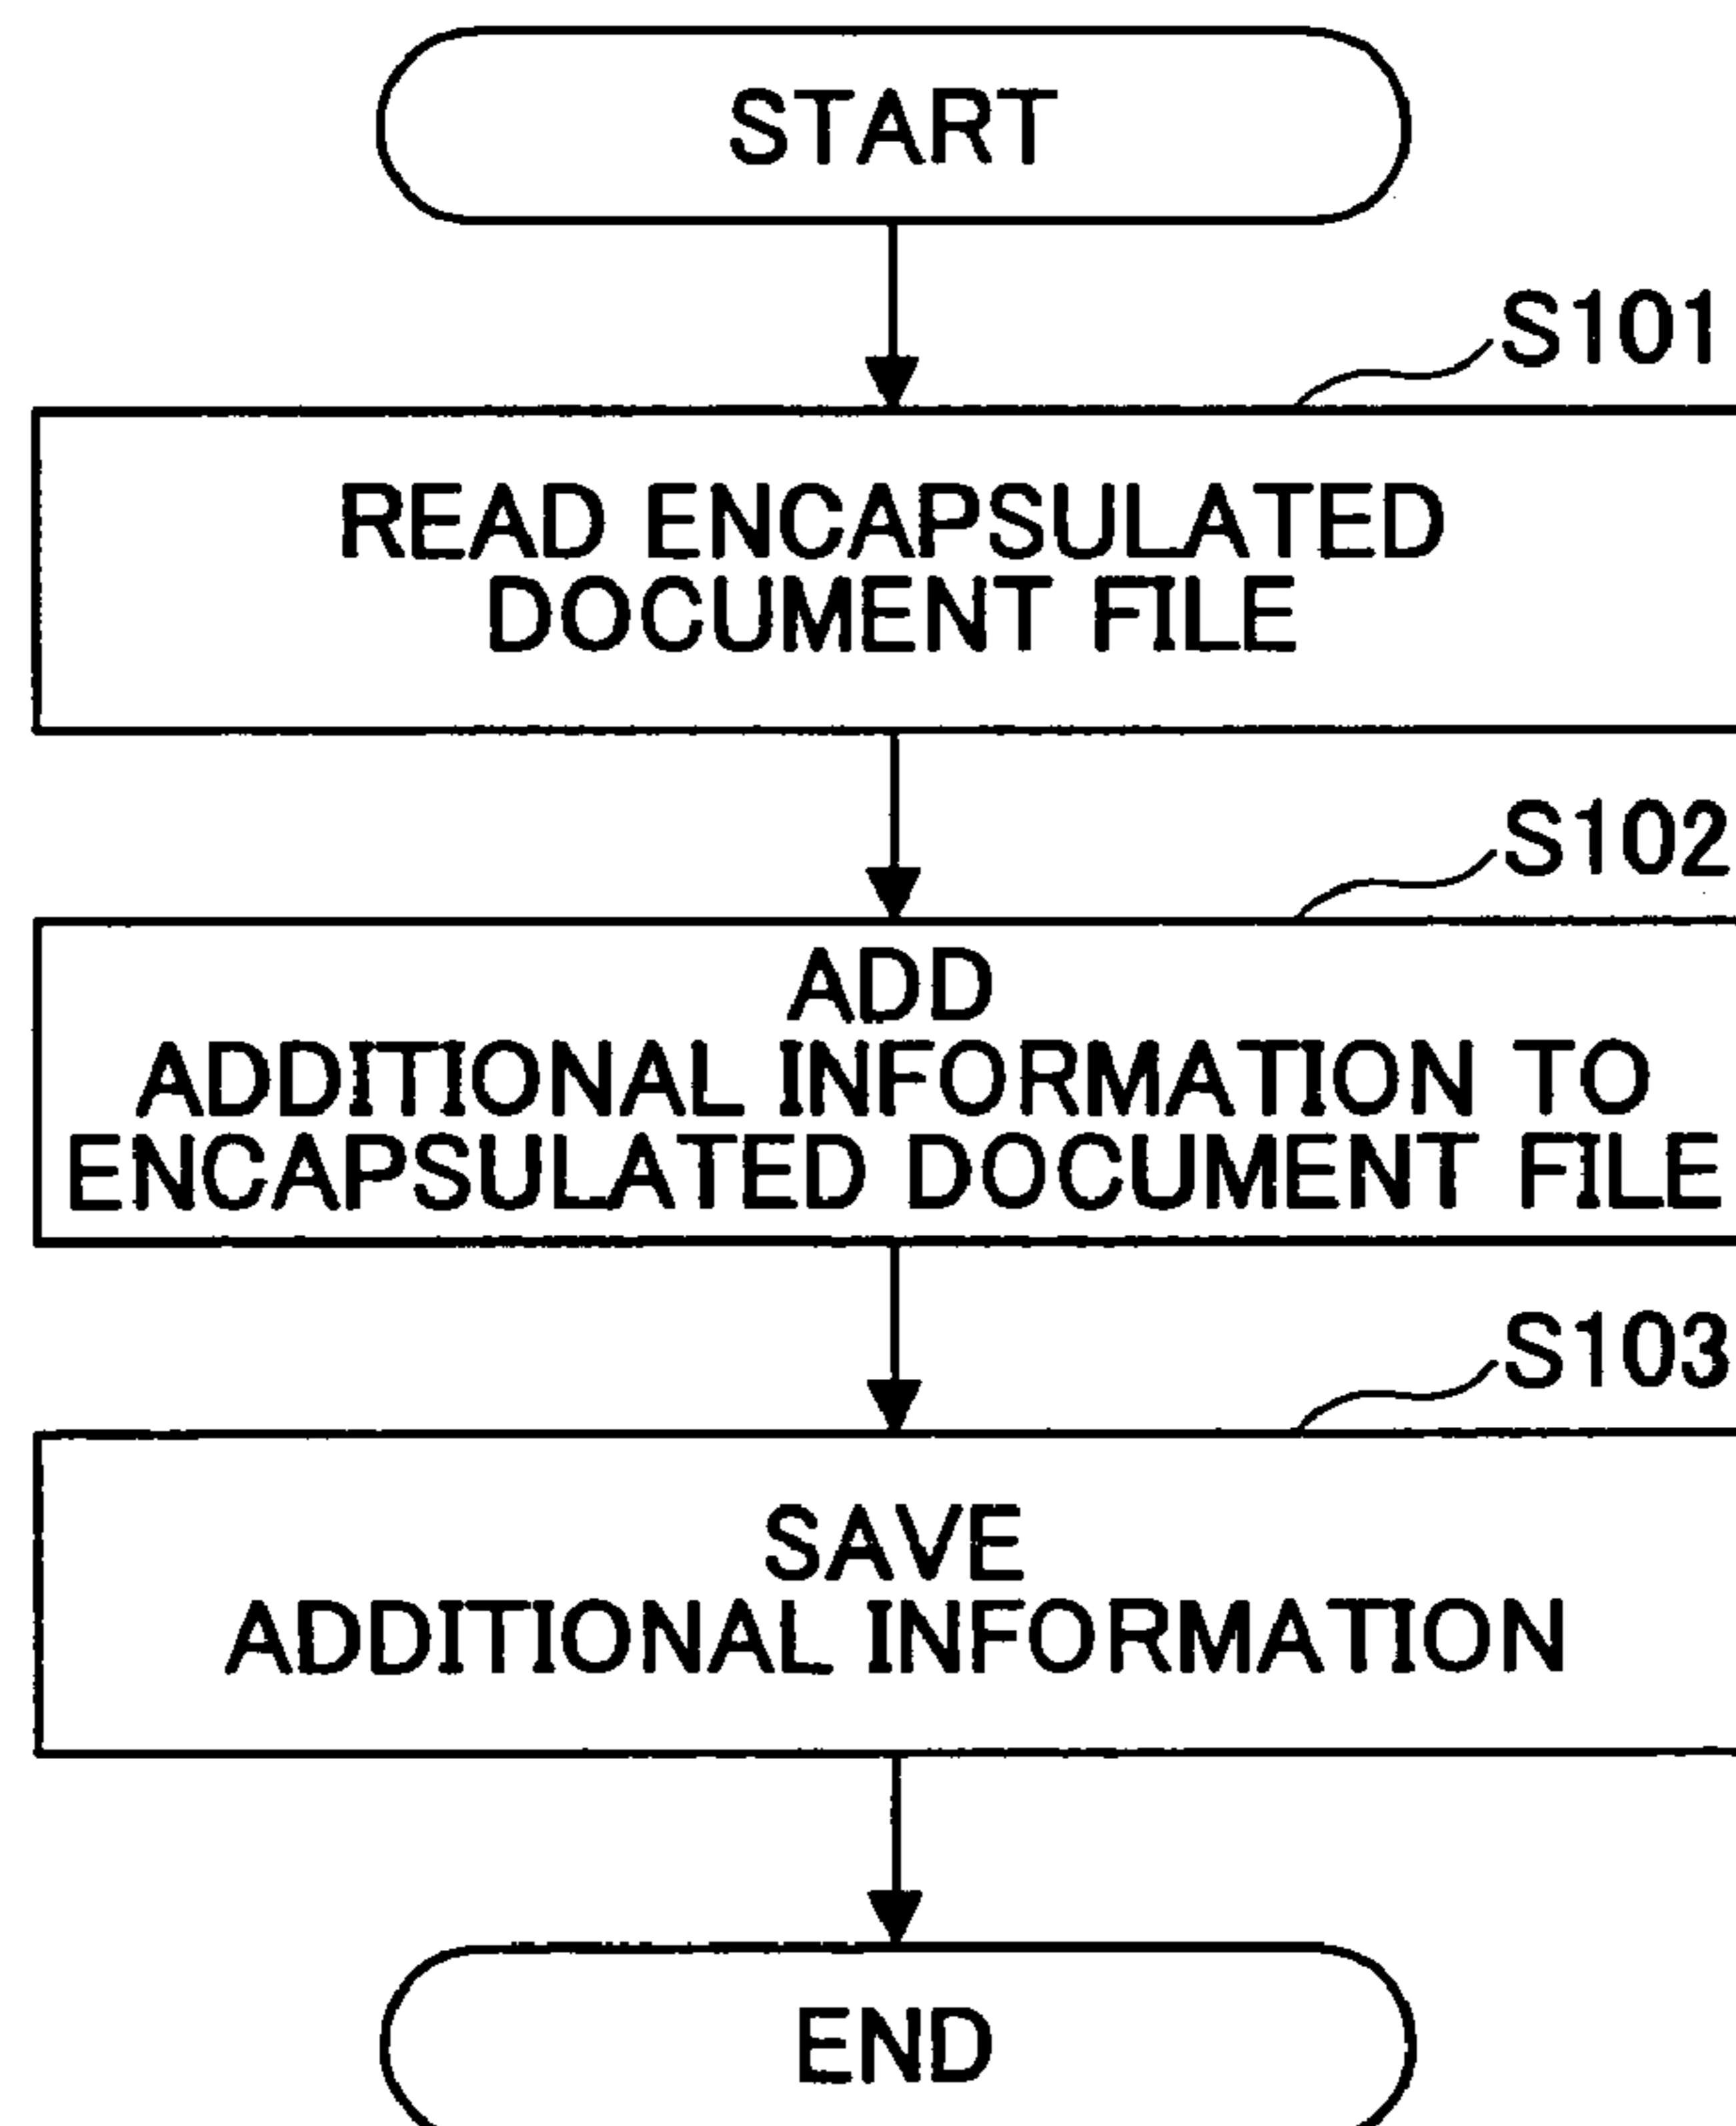 START
S101
READ ENCAPSULATED
DOCUMENT FILE
S102
ADD
ADDITIONAL INFORMATION TO
ENCAPSULATED DOCUMENT FILE
S103
SAVE
ADDITIONAL INFORMATION
END